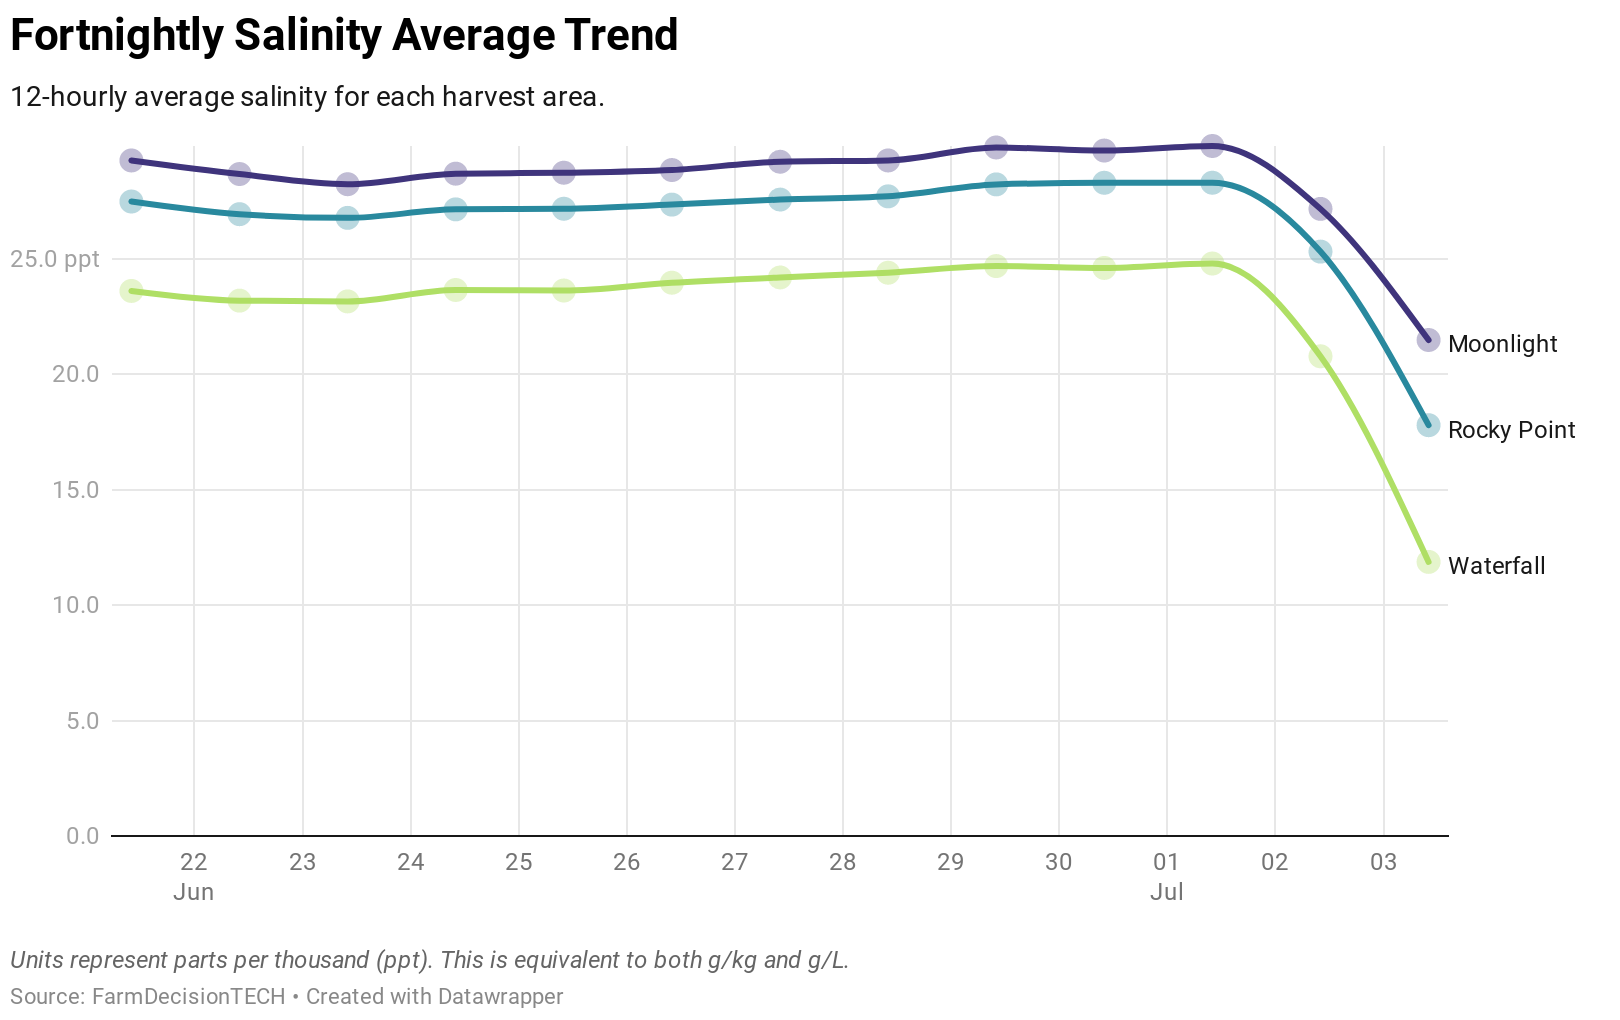 Fortnightly Salinity Average Trend
12-hourly average salinity for each harvest area.
25.0 ppt
20.0
15.0
10.0
5.0
0.0
Moonlight
Rocky Point
Waterfall
22 23 24 25 26 27 28 29 30 01 02 03
Jun Jul
Units represent parts per thousand (ppt). This is equivalent to both g/kg and g/L.
Source: FarmDecisionTECH • Created with Datawrapper